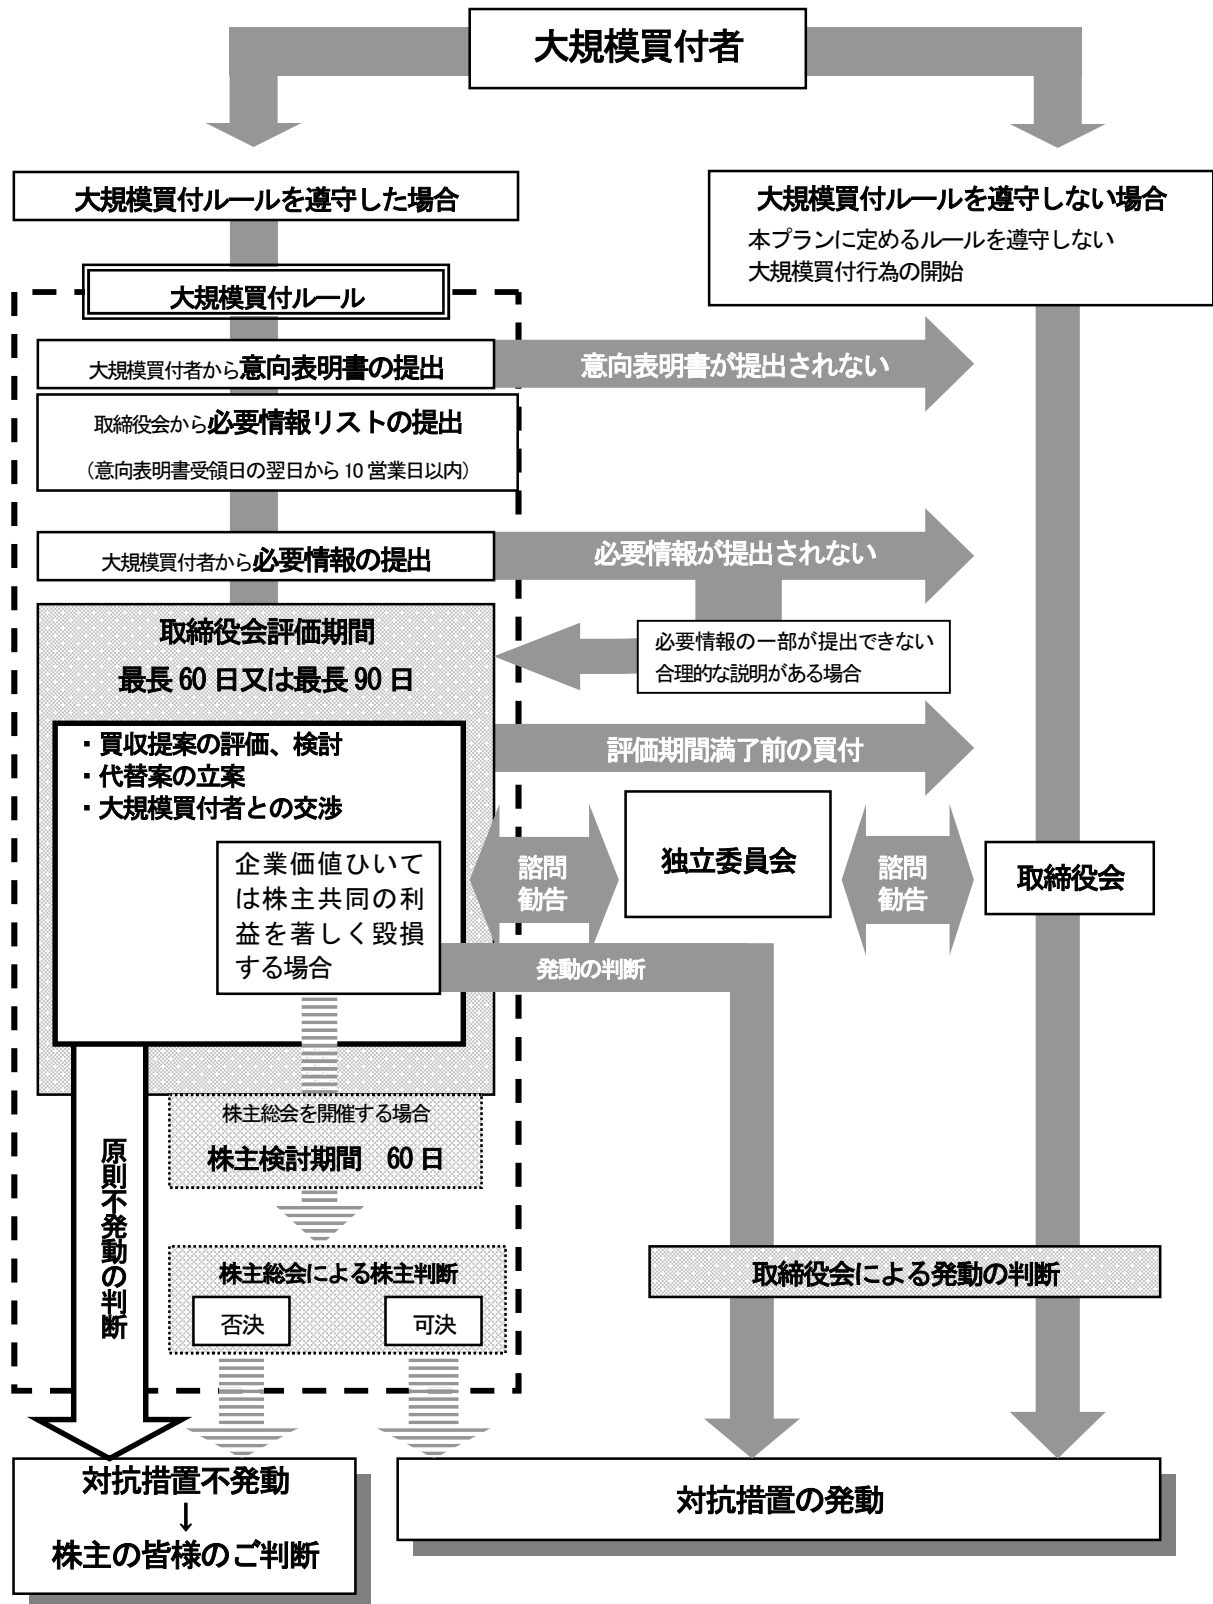 大規模買付者
大規模買付ルールを遵守した場合
大規模買付ルールを遵守しない場合
本プランに定めるルールを遵守しない
大規模買付行為の開始
大規模買付ルール
大規模買付者から意向表明書の提出
意向表明書が提出されない
取締役会から必要情報リストの提出
（意向表明書受領日の翌日から 10 営業日以内）
大規模買付者から必要情報の提出
必要情報が提出されない
取締役会評価期間
最長 60 日又は最長 90 日
必要情報の一部が提出できない
合理的な説明がある場合
・買収提案の評価、検討
・代替案の立案
・大規模買付者との交渉
評価期間満了前の買付
企業価値ひいて
は株主共同の利
益を著しく毀損
する場合
諮問
勧告
独立委員会
諮問
勧告
取締役会
発動の判断
株主総会を開催する場合
株主検討期間　60 日
原則不発動の判断
株主総会による株主判断
否決
可決
取締役会による発動の判断
対抗措置不発動
↓
株主の皆様のご判断
対抗措置の発動